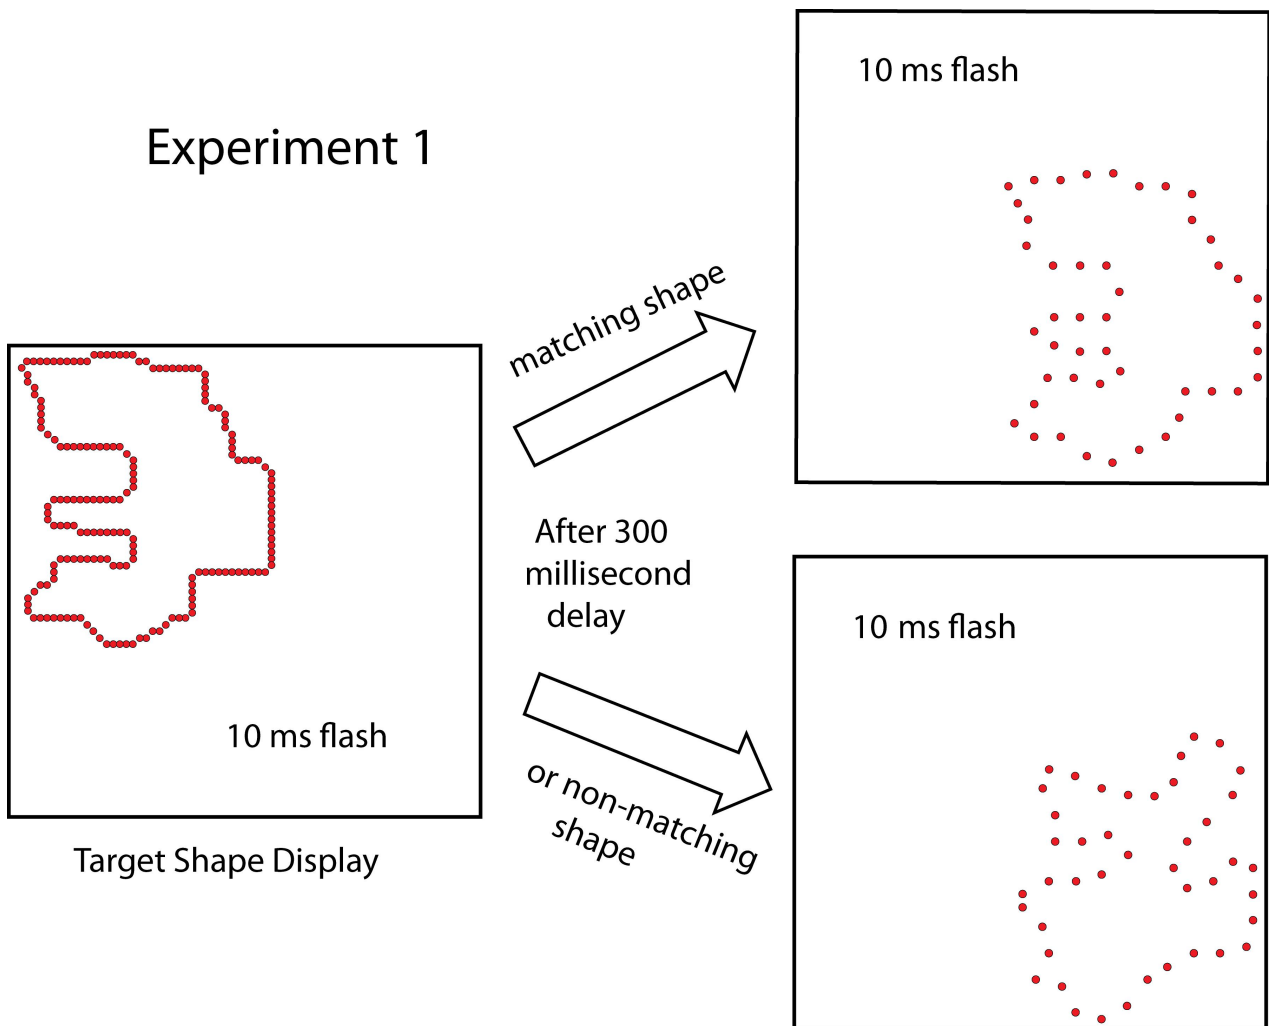 Experiment 1
10 ms flash
matching shape
After 300
millisecond
delay
10 ms flash
Target Shape Display
or non-matching
shape
10 ms flash